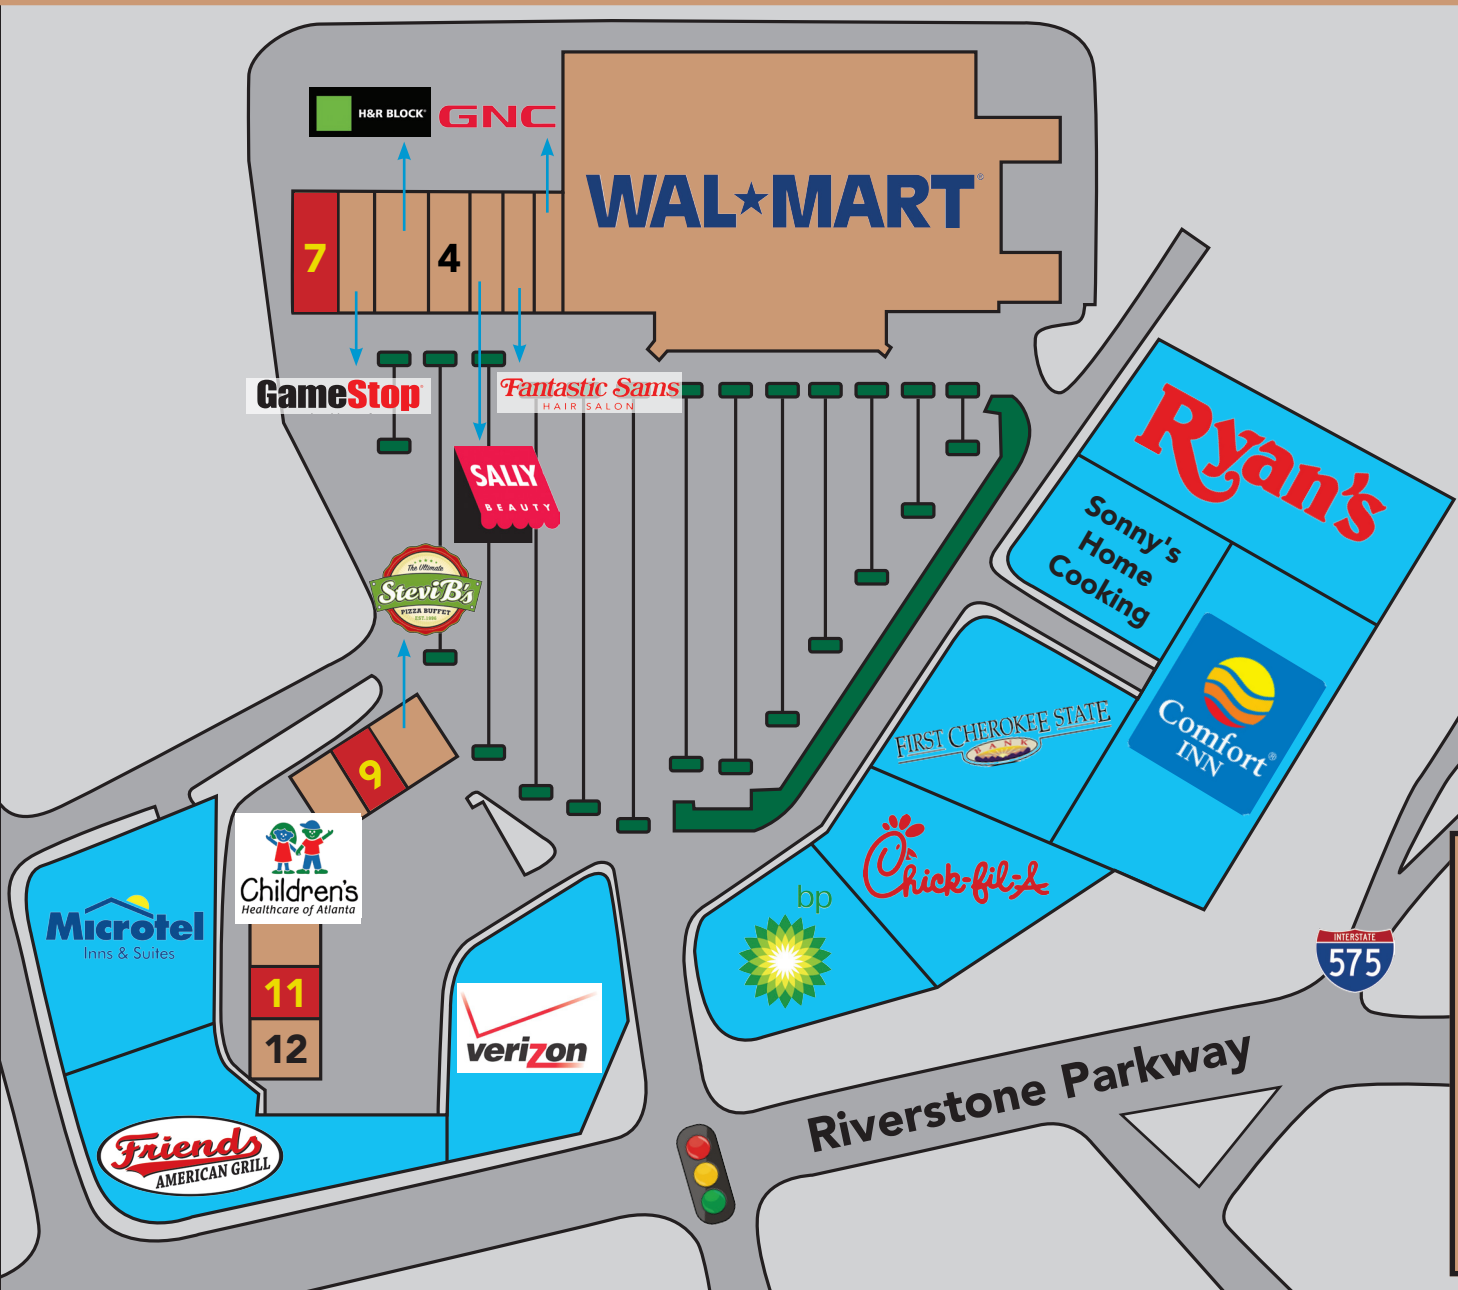 H&R BLOCK®
GNC
WAL★MART®
7
4
GameStop
Fantastic Sams
HAIR SALON
SALLY
BEAUTY
The Ultimate
Stevi B's
PIZZA BUFFET
EST. 1996
Ryan's
Sonny's
Home
Cooking
9
FIRST CHEROKEE STATE
BANK
Comfort®
INN
Children's
Healthcare of Atlanta
Chick-fil-A
bp
Microtel
Inns & Suites
11
12
verizon
INTERSTATE
575
Riverstone Parkway
Friends
AMERICAN GRILL